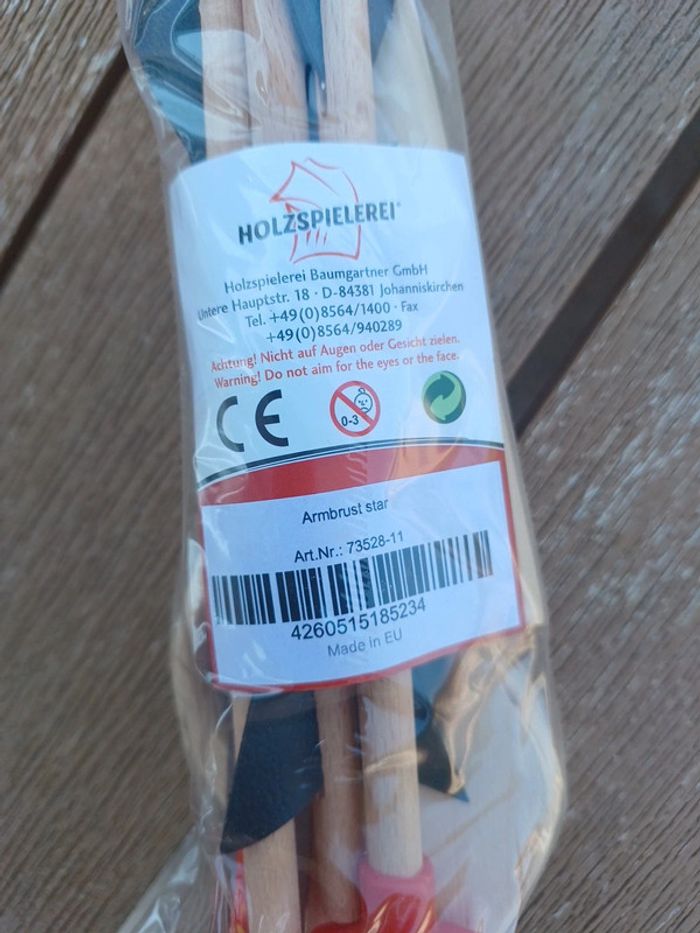 HOLZSPIELEREI®
Holzspielerei Baumgartner GmbH
Untere Hauptstr. 18 · D-84381 Johanniskirchen
Tel. +49(0)8564/1400 · Fax
+49(0)8564/940289
Achtung! Nicht auf Augen oder Gesicht zielen.
Warning! Do not aim for the eyes or the face.
CE
0-3
Armbrust star
Art.Nr.: 73528-11
4260515185234
Made in EU